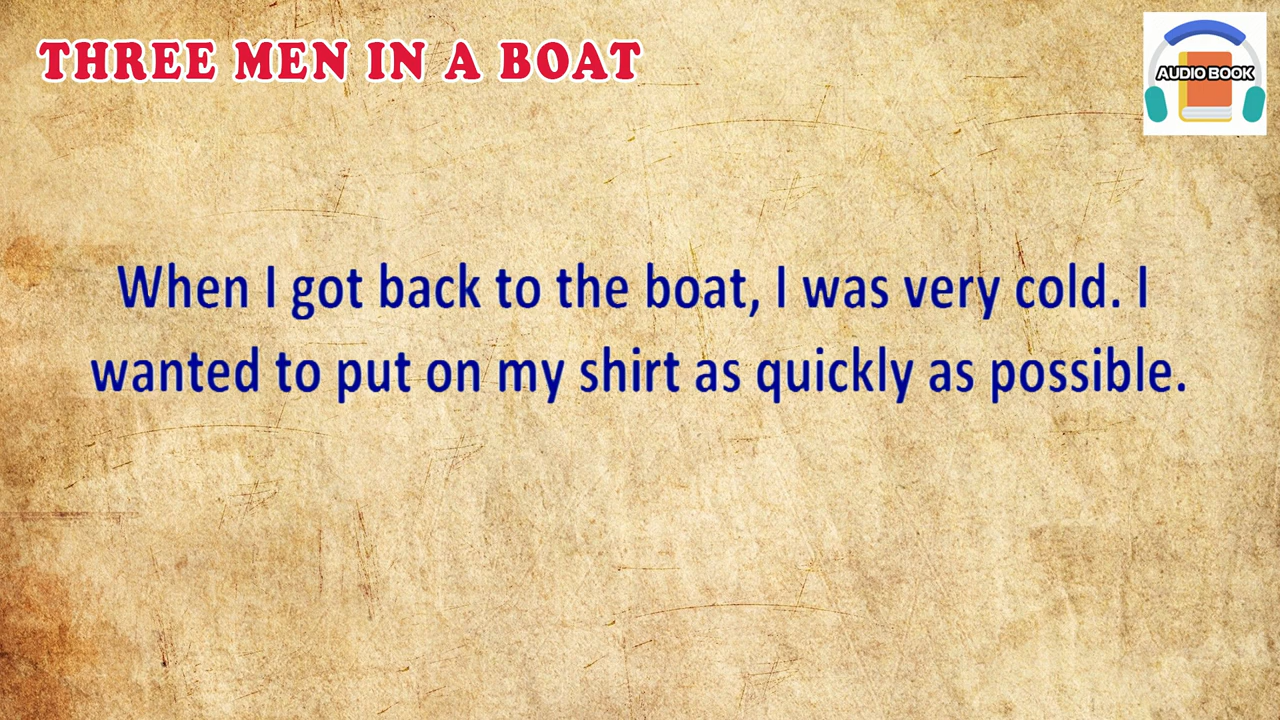 THREE MEN IN A BOAT
AUDIO BOOK
When I got back to the boat, I was very cold. I
wanted to put on my shirt as quickly as possible.